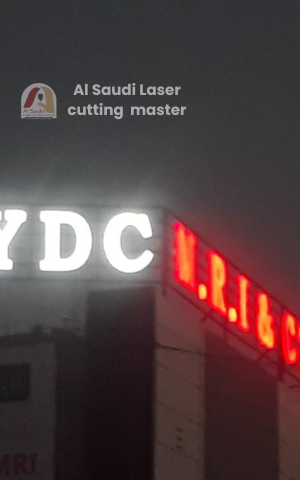 Al Saudi Laser
cutting master
YDC
N.R.I & C
MRI